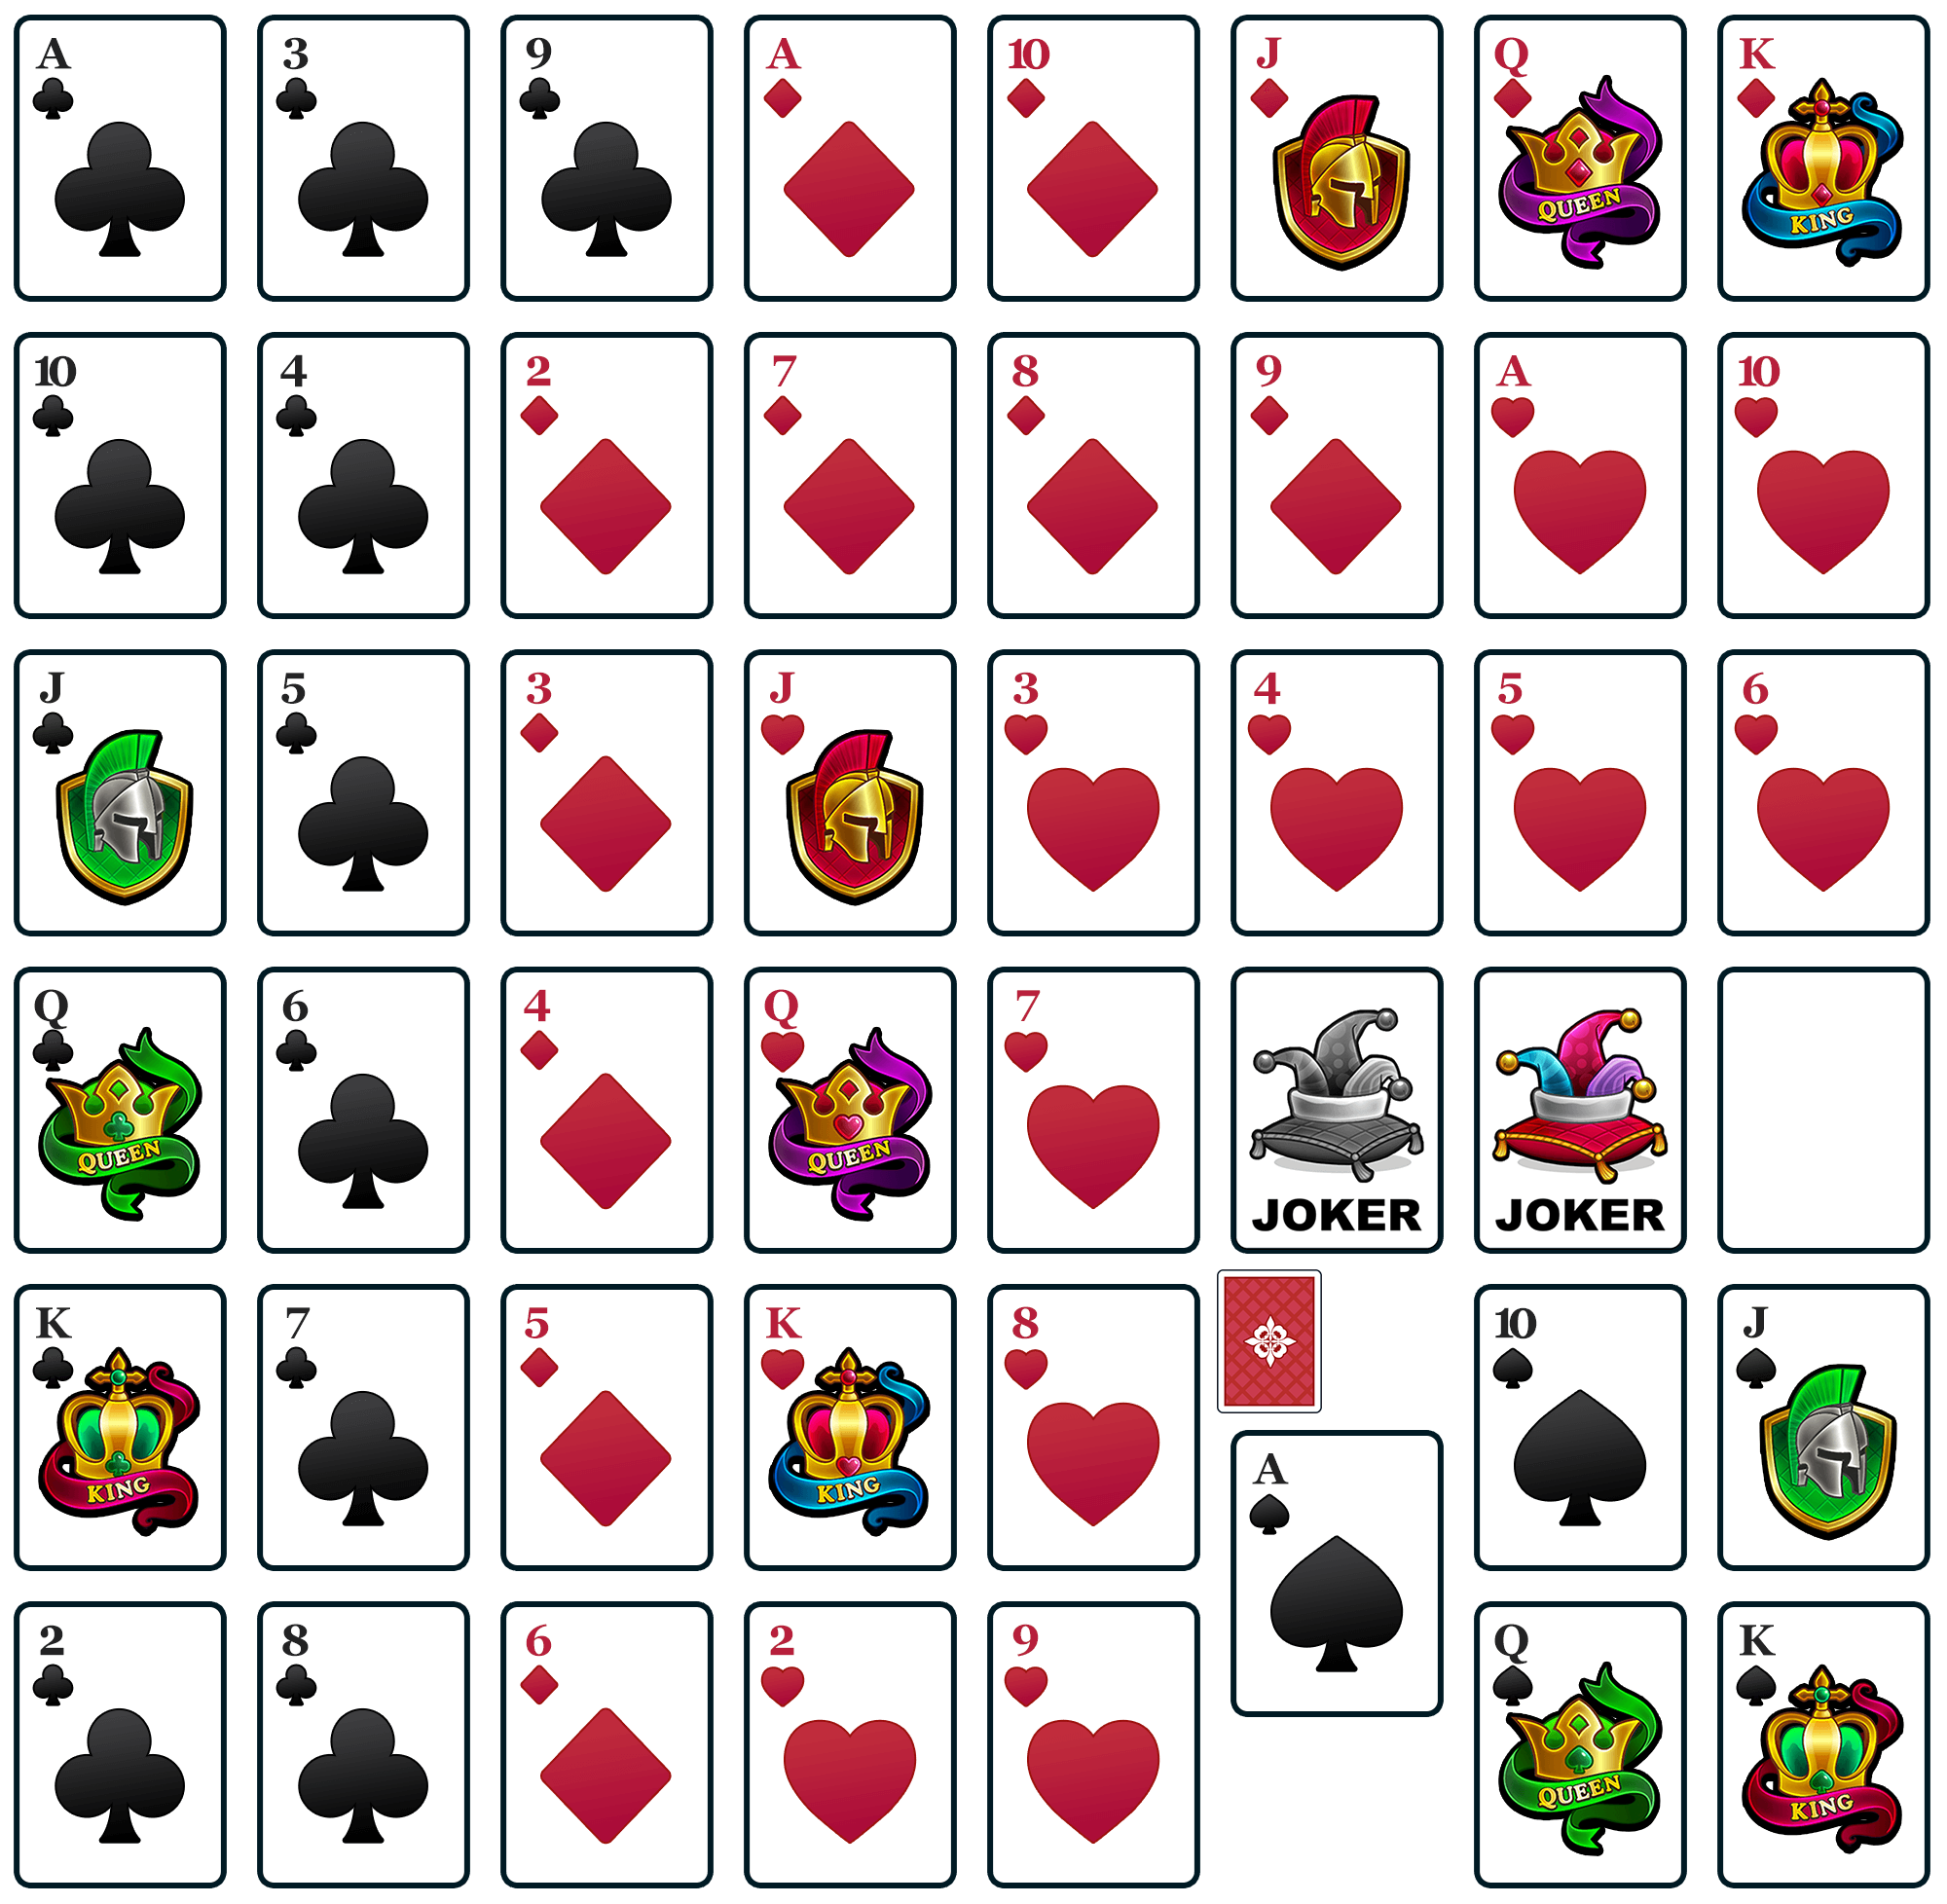 A 3 9 A 10 J Q K
QUEEN KING
10 4 2 7 8 9 A 10
J 5 3 J 3 4 5 6
Q 6 4 Q 7
QUEEN QUEEN
JOKER JOKER
K 7 5 K 8 10 J
KING KING
A
2 8 6 2 9 Q K
QUEEN KING